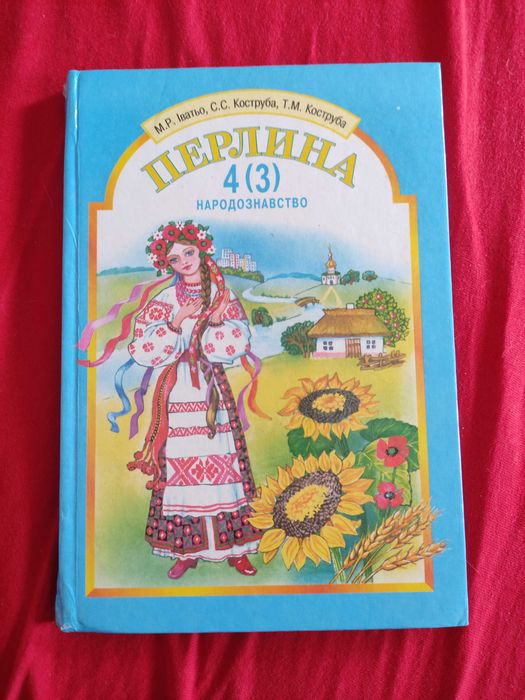 М.Р. Іватьо, С.С. Коструба, Т.М. Коструба
ПЕРЛИНА
4 (3)
НАРОДОЗНАВСТВО